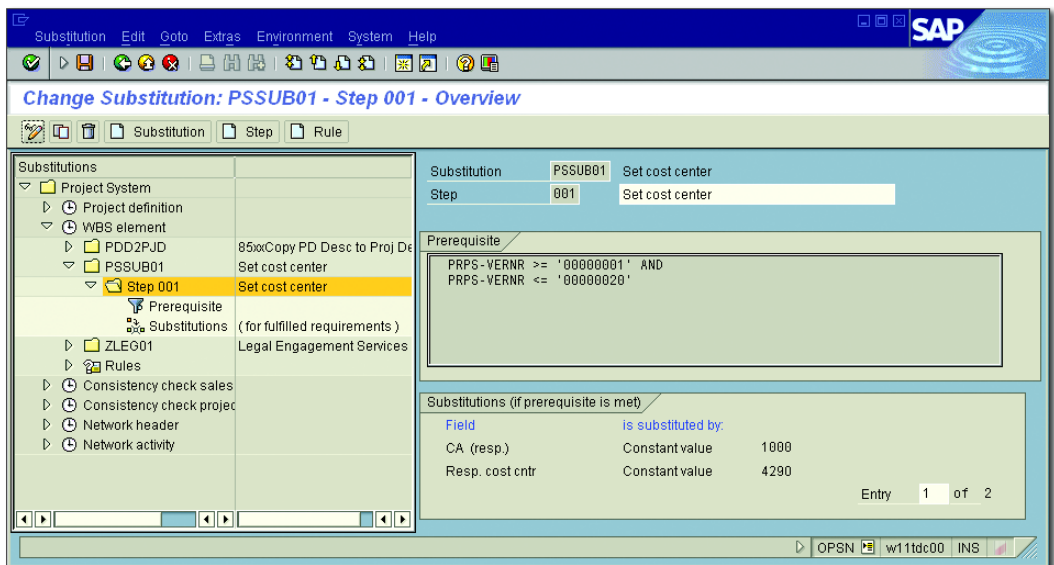 Substitution Edit Goto Extras Environment System Help
SAP
Change Substitution: PSSUB01 - Step 001 - Overview
Substitution Step Rule
Substitutions
Project System
Project definition
WBS element
PDD2PJD 85xxCopy PD Desc to Proj De
PSSUB01 Set cost center
Step 001 Set cost center
Prerequisite
Substitutions ( for fulfilled requirements )
ZLEG01 Legal Engagement Services
Rules
Consistency check sales
Consistency check projec
Network header
Network activity
Substitution PSSUB01 Set cost center
Step 001 Set cost center
Prerequisite
PRPS-VERNR >= '00000001' AND
PRPS-VERNR <= '00000020'
Substitutions (if prerequisite is met)
Field is substituted by:
CA (resp.) Constant value 1000
Resp. cost cntr Constant value 4290
Entry 1 of 2
OPSN w11tdc00 INS